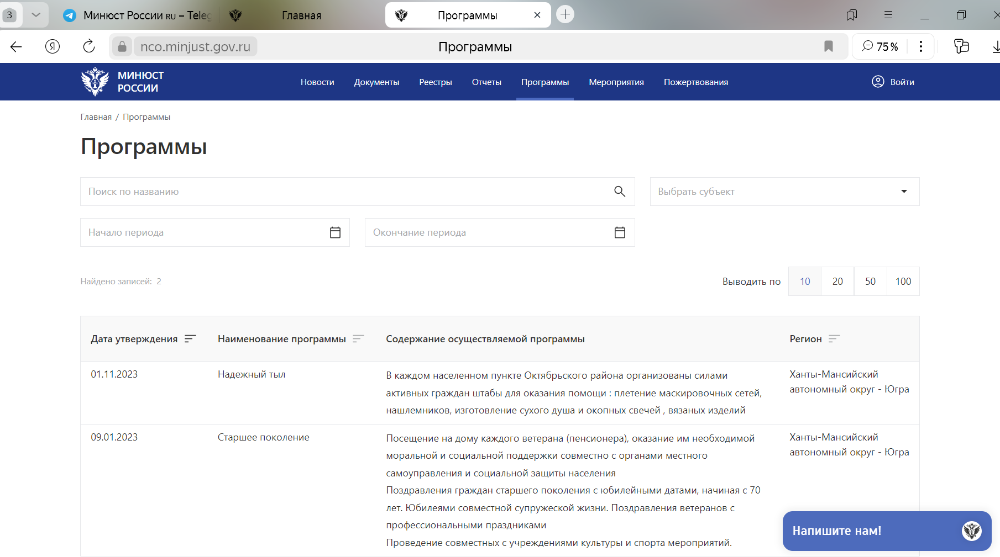 3
Минюст России RU – Teleg
Главная
Программы
Я
nco.minjust.gov.ru
Программы
75 %
МИНЮСТ
РОССИИ
Новости
Документы
Реестры
Отчеты
Программы
Мероприятия
Пожертвования
Войти
Главная / Программы
Программы
Поиск по названию
Выбрать субъект
Начало периода
Окончание периода
Найдено записей: 2
Выводить по 10 20 50 100
Дата утверждения
Наименование программы
Содержание осуществляемой программы
Регион
01.11.2023
Надежный тыл
В каждом населенном пункте Октябрьского района организованы силами
активных граждан штабы для оказания помощи : плетение маскировочных сетей,
нашлемников, изготовление сухого душа и окопных свечей , вязаных изделий
Ханты-Мансийский
автономный округ - Югра
09.01.2023
Старшее поколение
Посещение на дому каждого ветерана (пенсионера), оказание им необходимой
моральной и социальной поддержки совместно с органами местного
самоуправления и социальной защиты населения
Поздравления граждан старшего поколения с юбилейными датами, начиная с 70
лет. Юбилеями совместной супружеской жизни. Поздравления ветеранов с
профессиональными праздниками
Проведение совместных с учреждениями культуры и спорта мероприятий.
Ханты-Мансийский
автономный округ - Югра
Напишите нам!